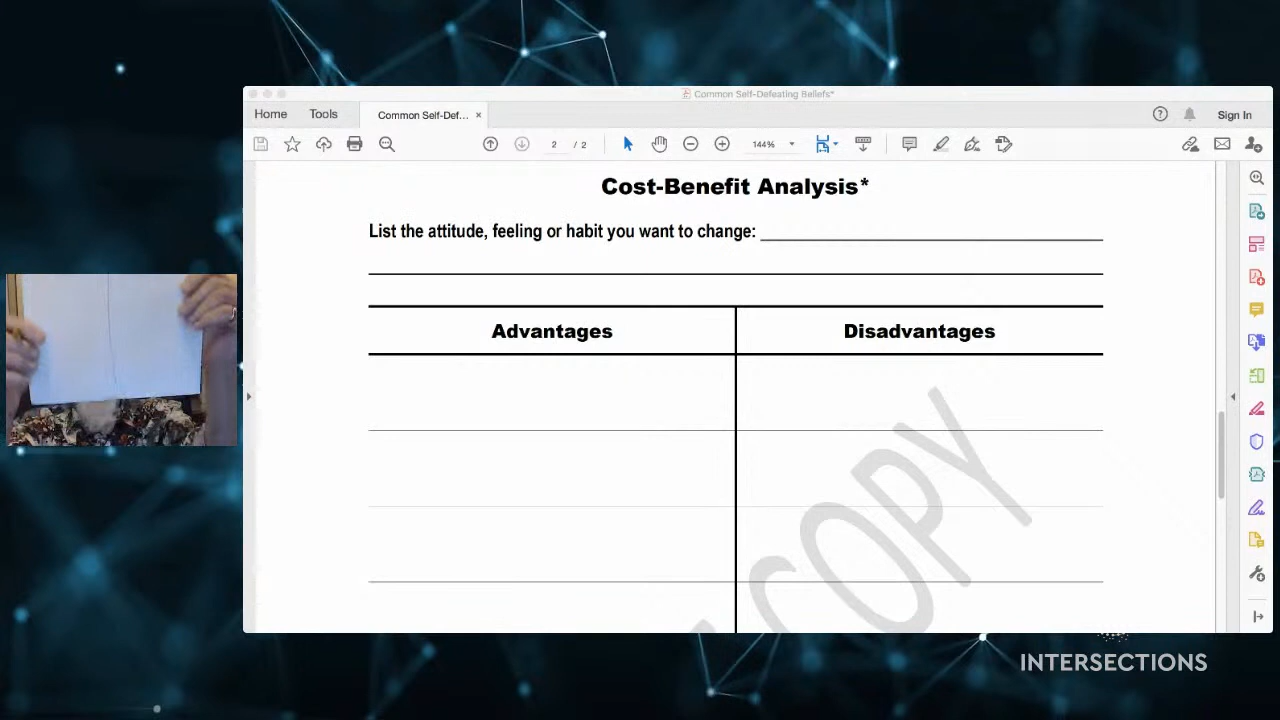 Common Self-Defeating Beliefs*
Home Tools Common Self-Def... × Sign In
2 / 2 144%
Cost-Benefit Analysis*
List the attitude, feeling or habit you want to change:
Advantages Disadvantages
COPY
INTERSECTIONS